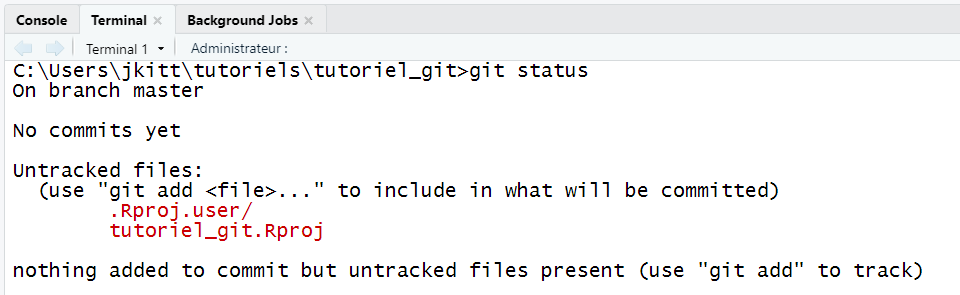 Console Terminal Background Jobs
Terminal 1 Administrateur :
C:\Users\jkitt\tutoriels\tutoriel_git>git status
On branch master
No commits yet
Untracked files:
(use "git add <file>..." to include in what will be committed)
.Rproj.user/
tutoriel_git.Rproj
nothing added to commit but untracked files present (use "git add" to track)